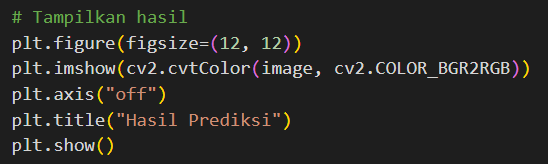 # Tampilkan hasil
plt.figure(figsize=(12, 12))
plt.imshow(cv2.cvtColor(image, cv2.COLOR_BGR2RGB))
plt.axis("off")
plt.title("Hasil Prediksi")
plt.show()